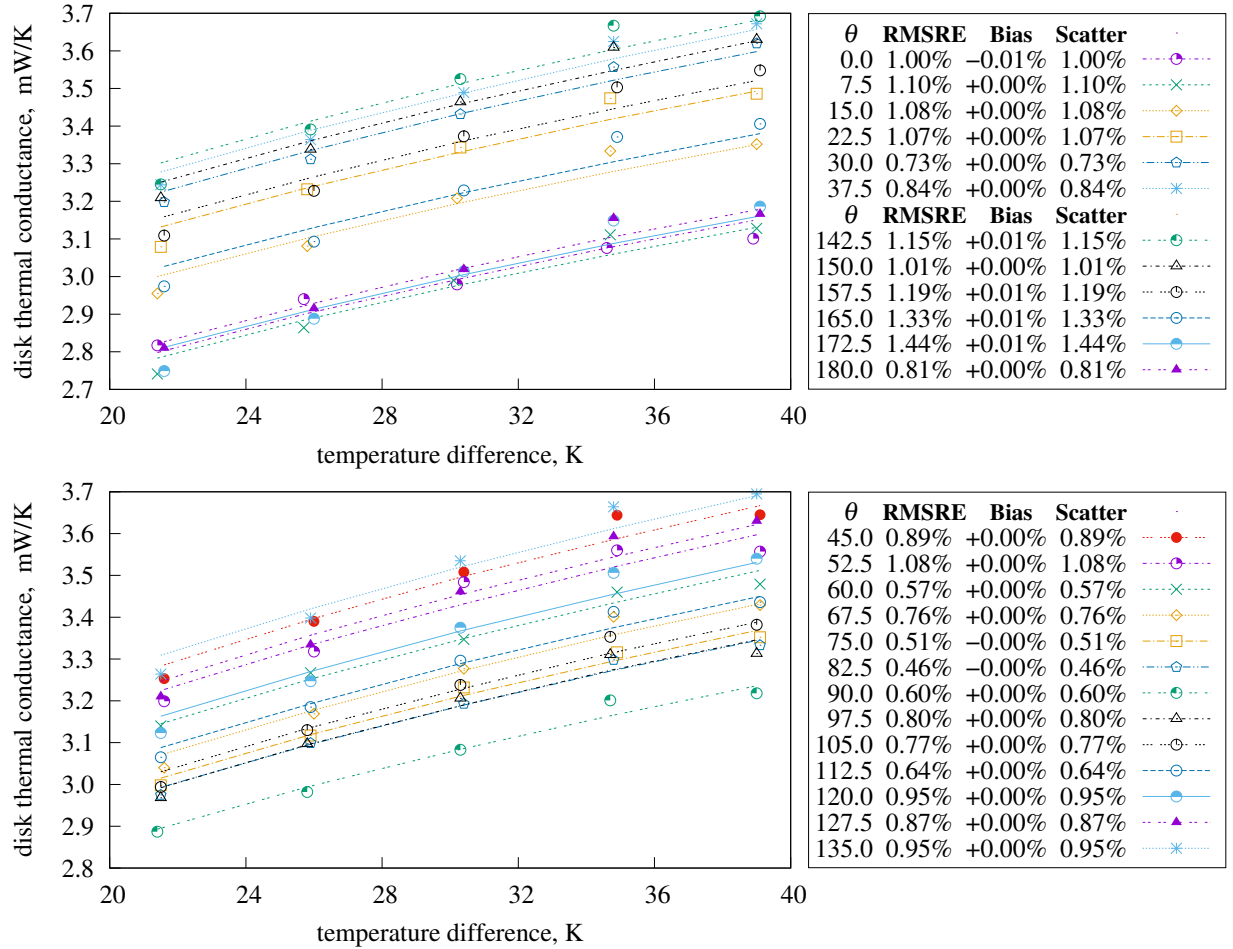 disk thermal conductance, mW/K
3.7
3.6
3.5
3.4
3.3
3.2
3.1
3.0
2.9
2.8
2.7
20 24 28 32 36 40
temperature difference, K
θ RMSRE Bias Scatter
0.0 1.00% −0.01% 1.00%
7.5 1.10% +0.00% 1.10%
15.0 1.08% +0.00% 1.08%
22.5 1.07% +0.00% 1.07%
30.0 0.73% +0.00% 0.73%
37.5 0.84% +0.00% 0.84%
θ RMSRE Bias Scatter
142.5 1.15% +0.01% 1.15%
150.0 1.01% +0.00% 1.01%
157.5 1.19% +0.01% 1.19%
165.0 1.33% +0.01% 1.33%
172.5 1.44% +0.01% 1.44%
180.0 0.81% +0.00% 0.81%
disk thermal conductance, mW/K
3.7
3.6
3.5
3.4
3.3
3.2
3.1
3.0
2.9
2.8
20 24 28 32 36 40
temperature difference, K
θ RMSRE Bias Scatter
45.0 0.89% +0.00% 0.89%
52.5 1.08% +0.00% 1.08%
60.0 0.57% +0.00% 0.57%
67.5 0.76% +0.00% 0.76%
75.0 0.51% −0.00% 0.51%
82.5 0.46% −0.00% 0.46%
90.0 0.60% +0.00% 0.60%
97.5 0.80% +0.00% 0.80%
105.0 0.77% +0.00% 0.77%
112.5 0.64% +0.00% 0.64%
120.0 0.95% +0.00% 0.95%
127.5 0.87% +0.00% 0.87%
135.0 0.95% +0.00% 0.95%